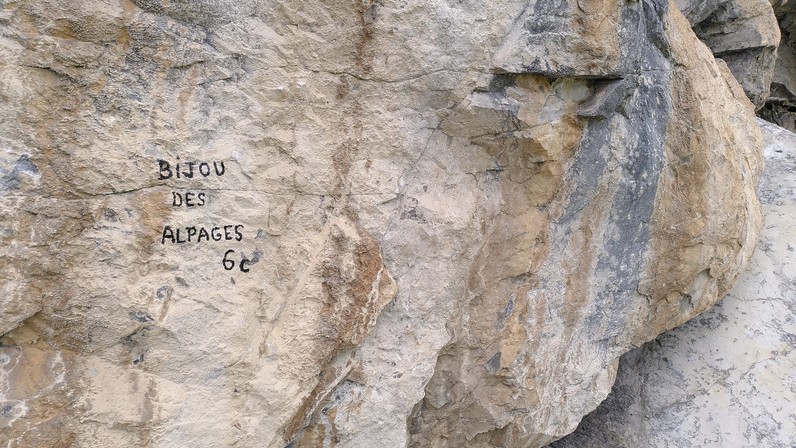 BiJOU
DES
ALPAGES
6c